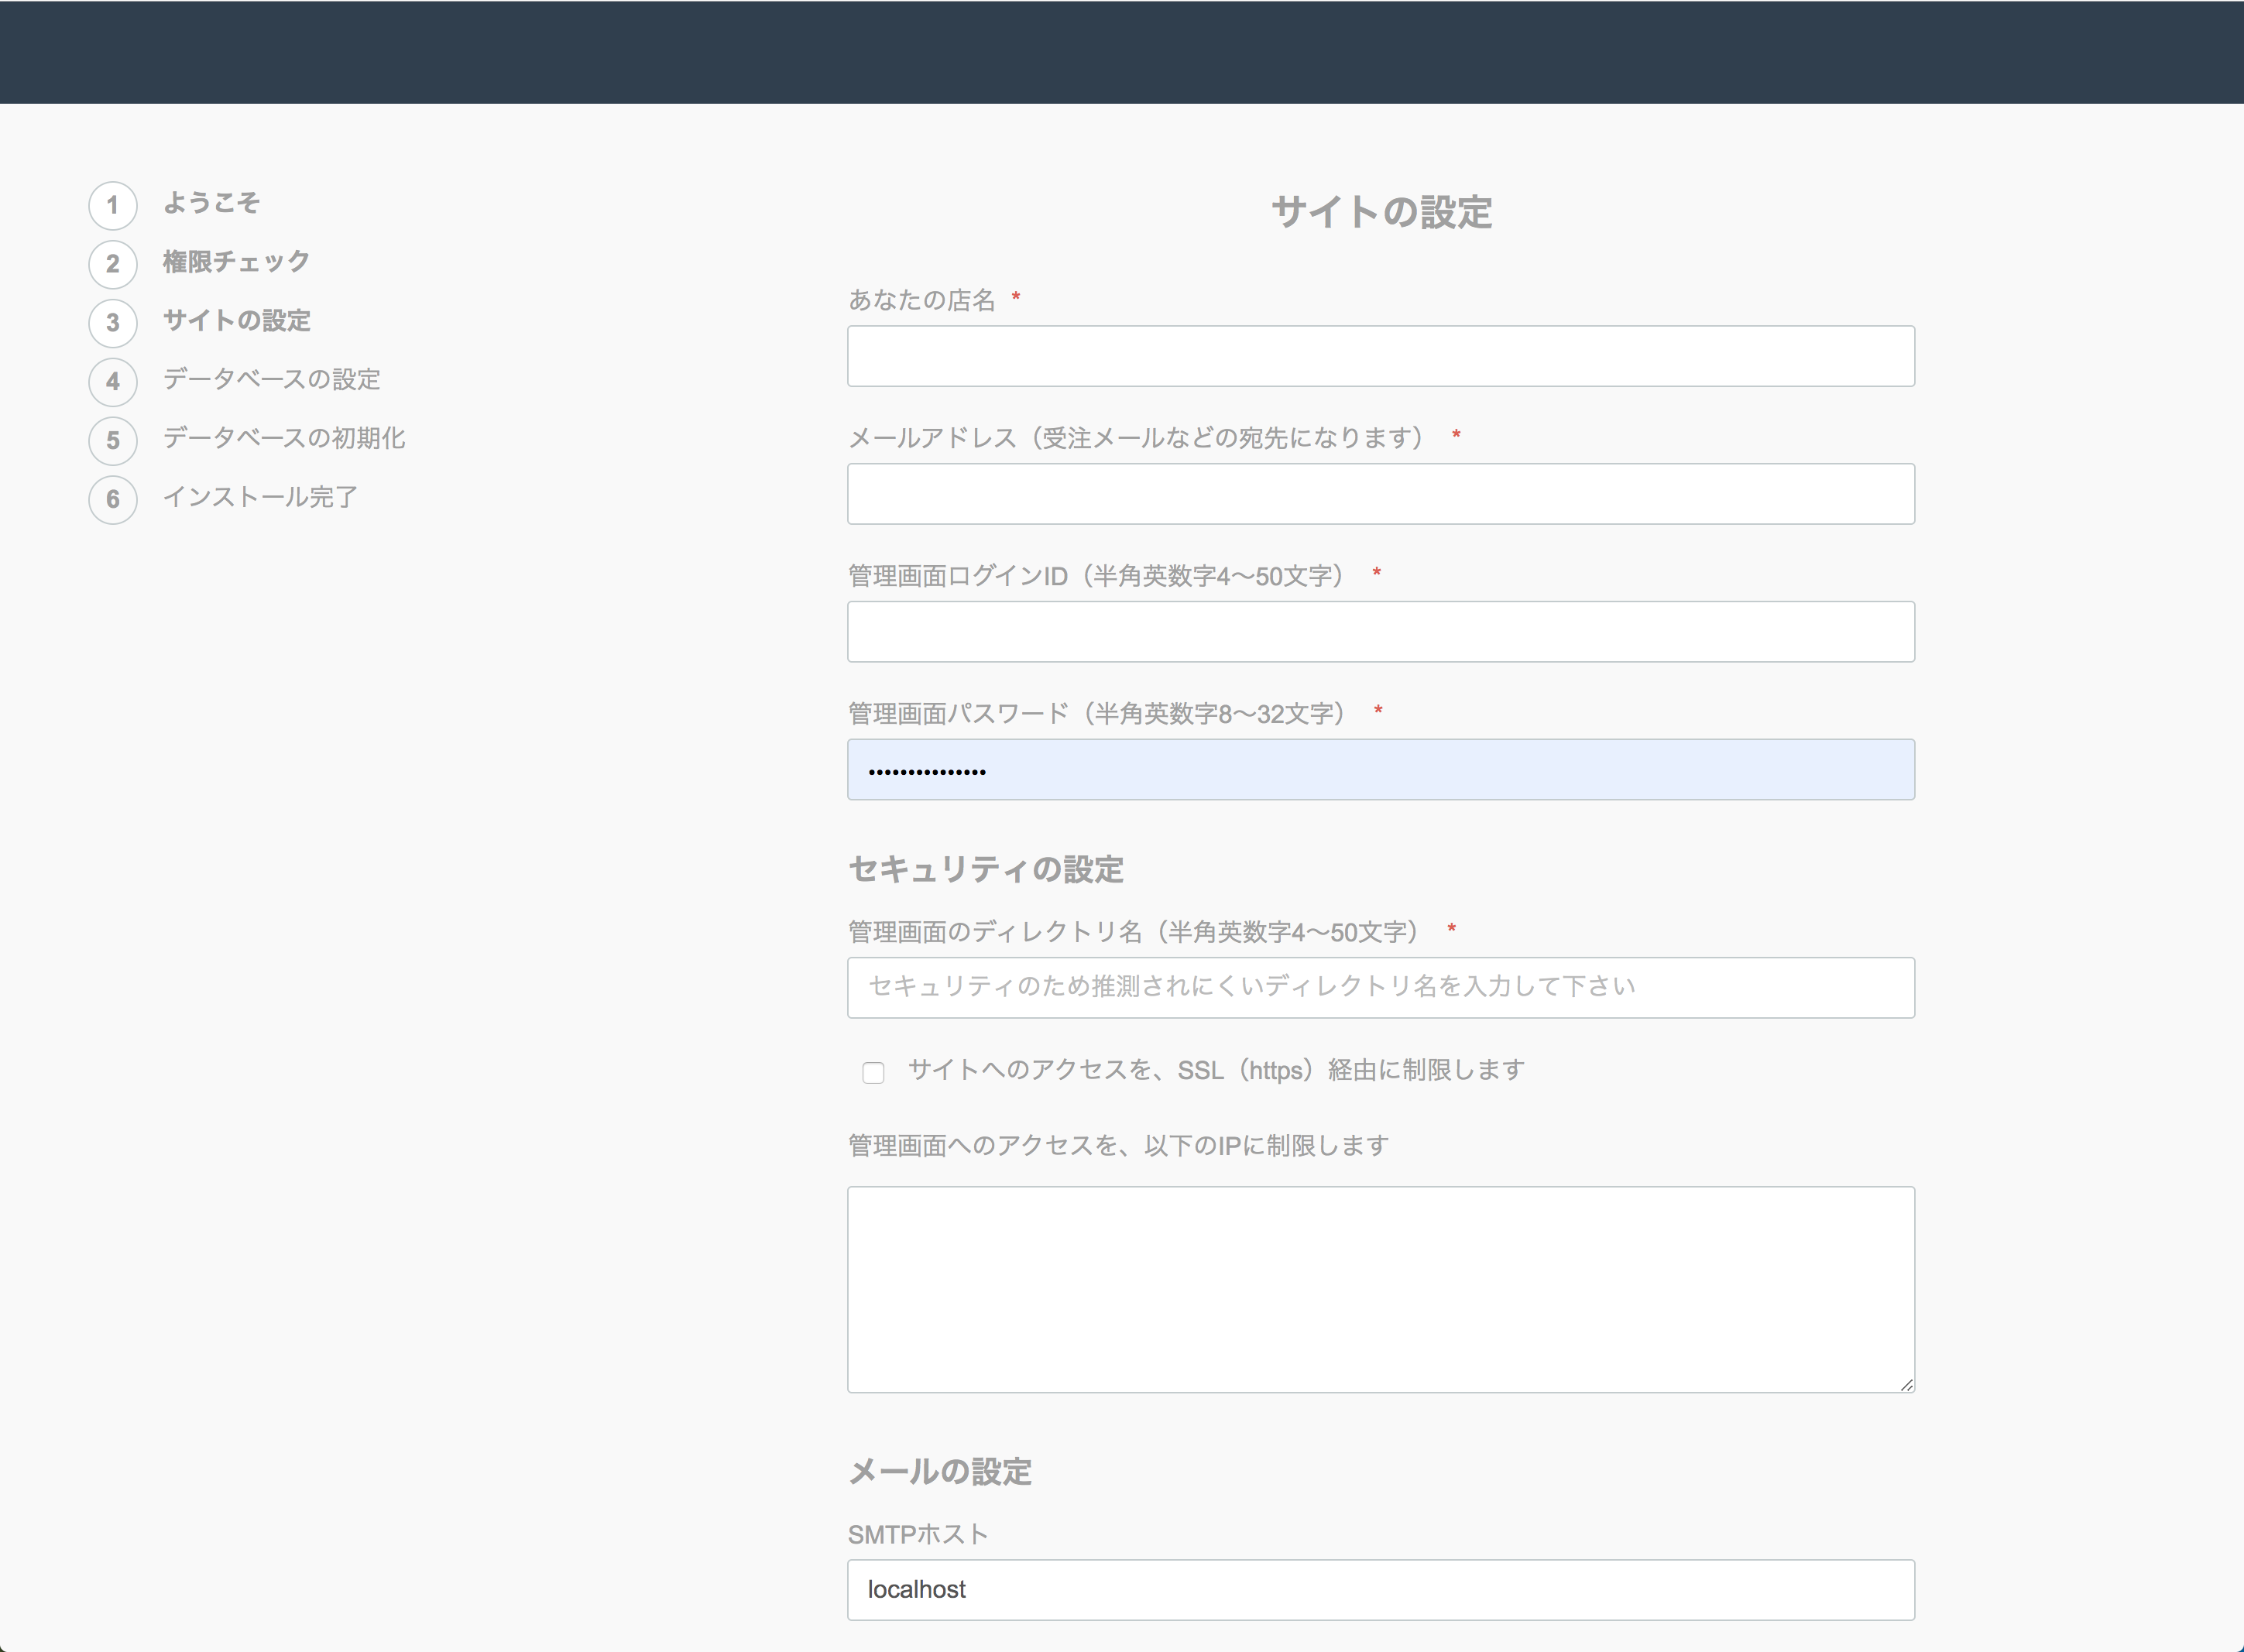 1 ようこそ
2 権限チェック
3 サイトの設定
4 データベースの設定
5 データベースの初期化
6 インストール完了
サイトの設定
あなたの店名 *
メールアドレス（受注メールなどの宛先になります） *
管理画面ログインID（半角英数字4〜50文字） *
管理画面パスワード（半角英数字8〜32文字） *
•••••••••••••••
セキュリティの設定
管理画面のディレクトリ名（半角英数字4〜50文字） *
セキュリティのため推測されにくいディレクトリ名を入力して下さい
サイトへのアクセスを、SSL（https）経由に制限します
管理画面へのアクセスを、以下のIPに制限します
メールの設定
SMTPホスト
localhost